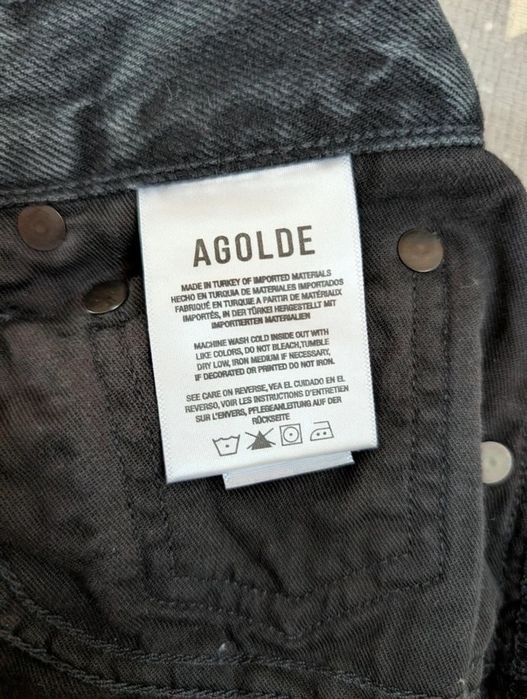 AGOLDE
MADE IN TURKEY OF IMPORTED MATERIALS
HECHO EN TURQUIA DE MATERIALES IMPORTADOS
FABRIQUÉ EN TURQUIE A PARTIR DE MATÉRIAUX
IMPORTÉS, IN DER TÜRKEI HERGESTELLT MIT
IMPORTIERTEN MATERIALIEN
MACHINE WASH COLD INSIDE OUT WITH
LIKE COLORS, DO NOT BLEACH,TUMBLE
DRY LOW, IRON MEDIUM IF NECESSARY,
IF DECORATED OR PRINTED DO NOT IRON.
SEE CARE ON REVERSE, VEA EL CUIDADO EN EL
REVERSO, VOIR LES INSTRUCTIONS D'ENTRETIEN
SUR L'ENVERS, PFLEGEANLEITUNG AUF DER
RÜCKSEITE